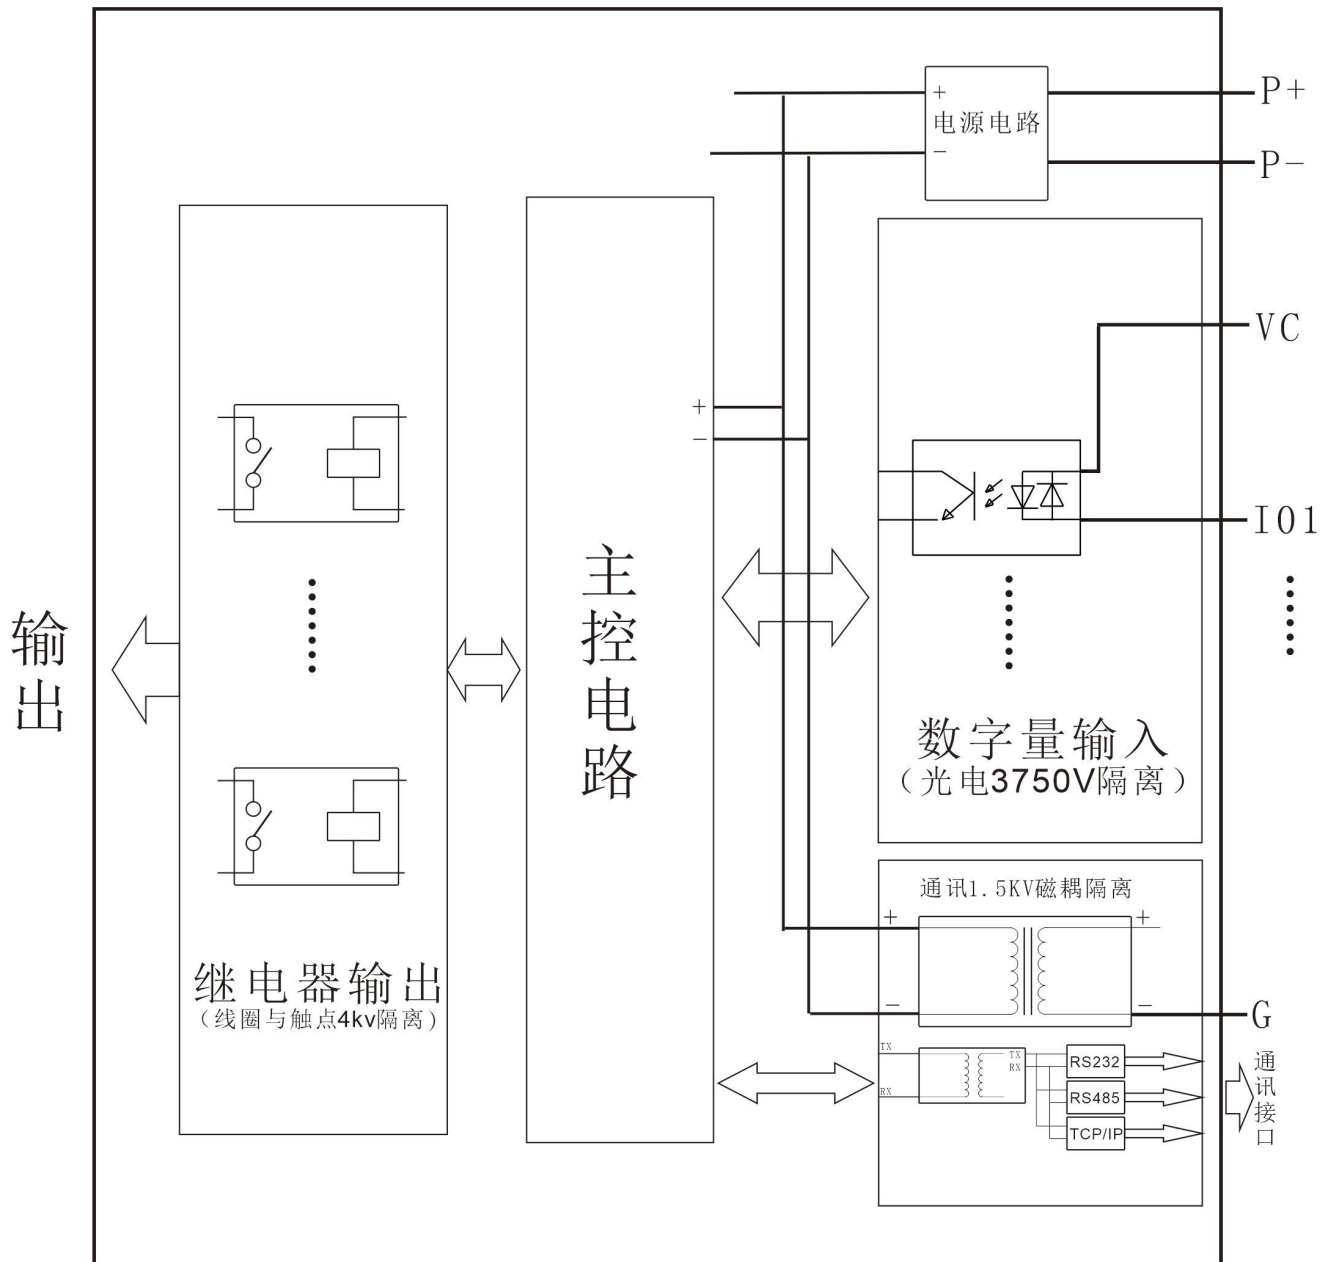 P+
+
电源电路
-
P-
VC
+
-
IO1
主控电路
输出
数字量输入
(光电3750V隔离)
通讯1.5KV磁耦隔离
+
+
继电器输出
(线圈与触点4kv隔离)
-
-
G
TX
TX
RX
RX
RS232
RS485
TCP/IP
通讯接口